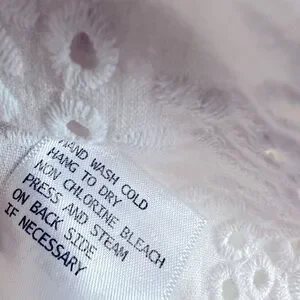 HAND WASH COLD
HANG TO DRY
NON CHLORINE BLEACH
PRESS AND STEAM
ON BACK SIDE
IF NECESSARY